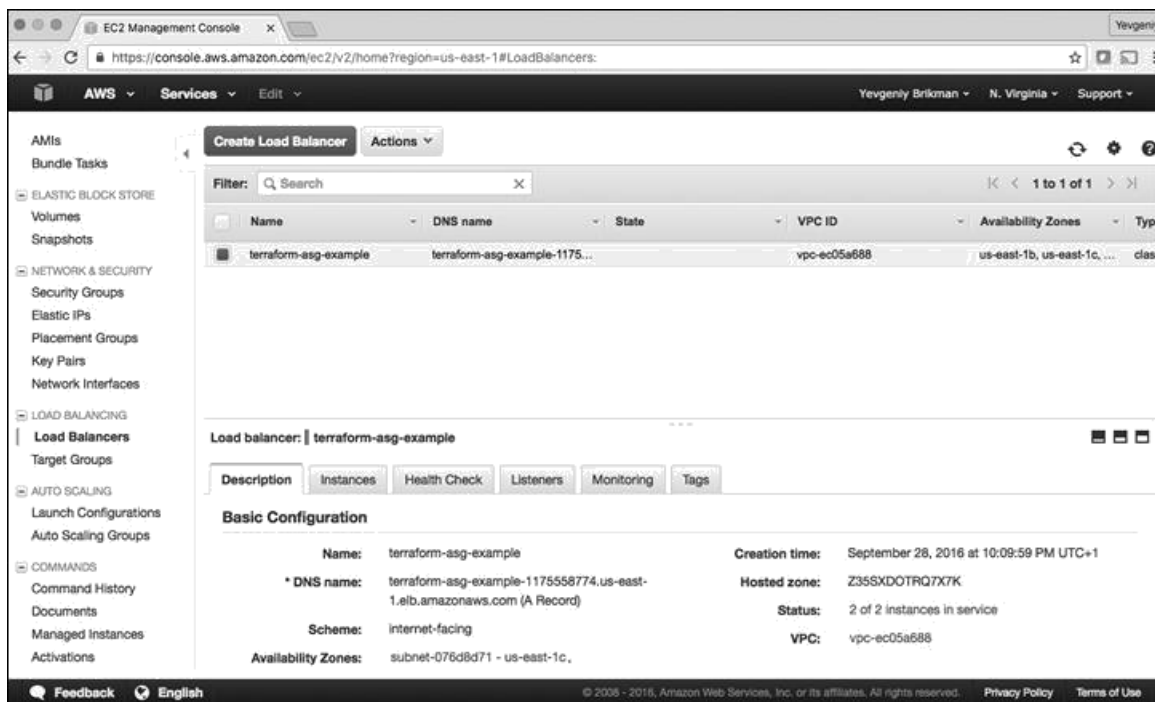 EC2 Management Console
Yevgeniy
https://console.aws.amazon.com/ec2/v2/home?region=us-east-1#LoadBalancers:
AWS Services Edit Yevgeniy Brikman N. Virginia Support
AMIs
Bundle Tasks
ELASTIC BLOCK STORE
Volumes
Snapshots
NETWORK & SECURITY
Security Groups
Elastic IPs
Placement Groups
Key Pairs
Network Interfaces
LOAD BALANCING
Load Balancers
Target Groups
AUTO SCALING
Launch Configurations
Auto Scaling Groups
COMMANDS
Command History
Documents
Managed Instances
Activations
Create Load Balancer Actions
Filter: Search 1 to 1 of 1
Name DNS name State VPC ID Availability Zones Typ
terraform-asg-example terraform-asg-example-1175... vpc-ec05a688 us-east-1b, us-east-1c, ... clas
Load balancer: terraform-asg-example
Description Instances Health Check Listeners Monitoring Tags
Basic Configuration
Name: terraform-asg-example
* DNS name: terraform-asg-example-1175558774.us-east-
1.elb.amazonaws.com (A Record)
Scheme: internet-facing
Availability Zones: subnet-076d8d71 - us-east-1c,
Creation time: September 28, 2016 at 10:09:59 PM UTC+1
Hosted zone: Z35SXDOTRQ7X7K
Status: 2 of 2 instances in service
VPC: vpc-ec05a688
Feedback English © 2008 - 2016, Amazon Web Services, Inc. or its affiliates. All rights reserved. Privacy Policy Terms of Use